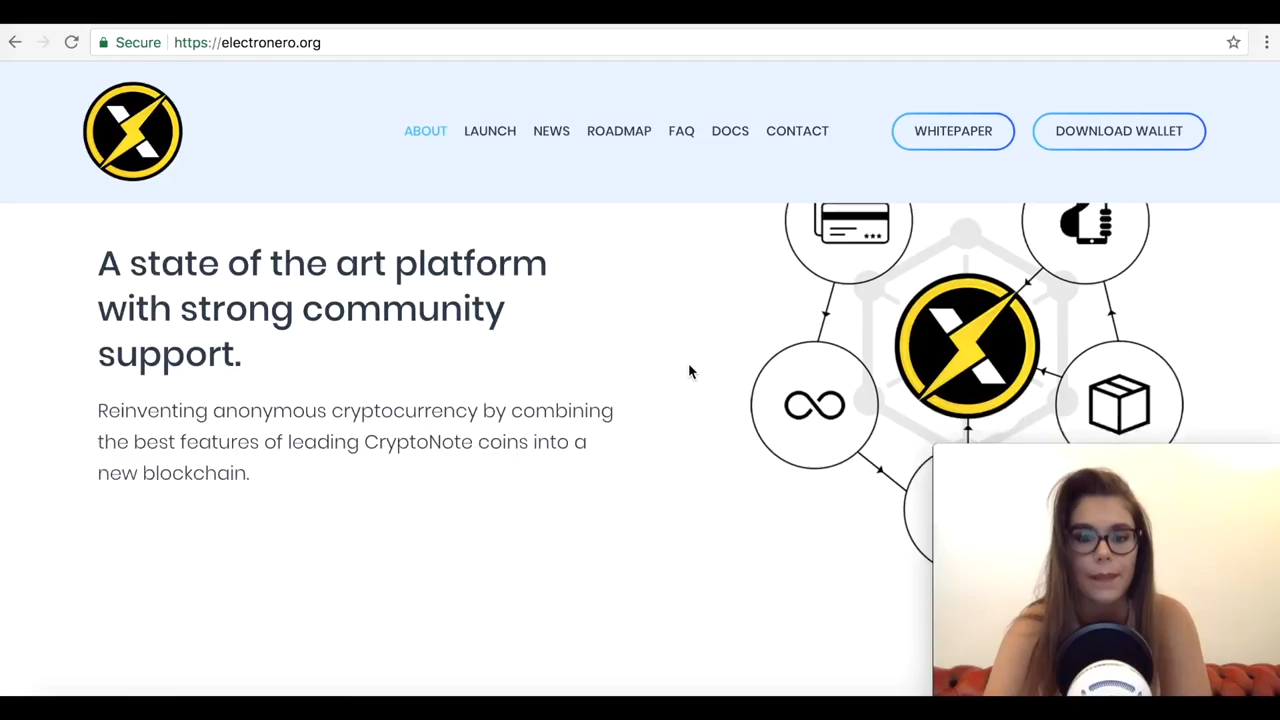 Secure https://electronero.org
ABOUT LAUNCH NEWS ROADMAP FAQ DOCS CONTACT WHITEPAPER DOWNLOAD WALLET
A state of the art platform
with strong community
support.
Reinventing anonymous cryptocurrency by combining
the best features of leading CryptoNote coins into a
new blockchain.